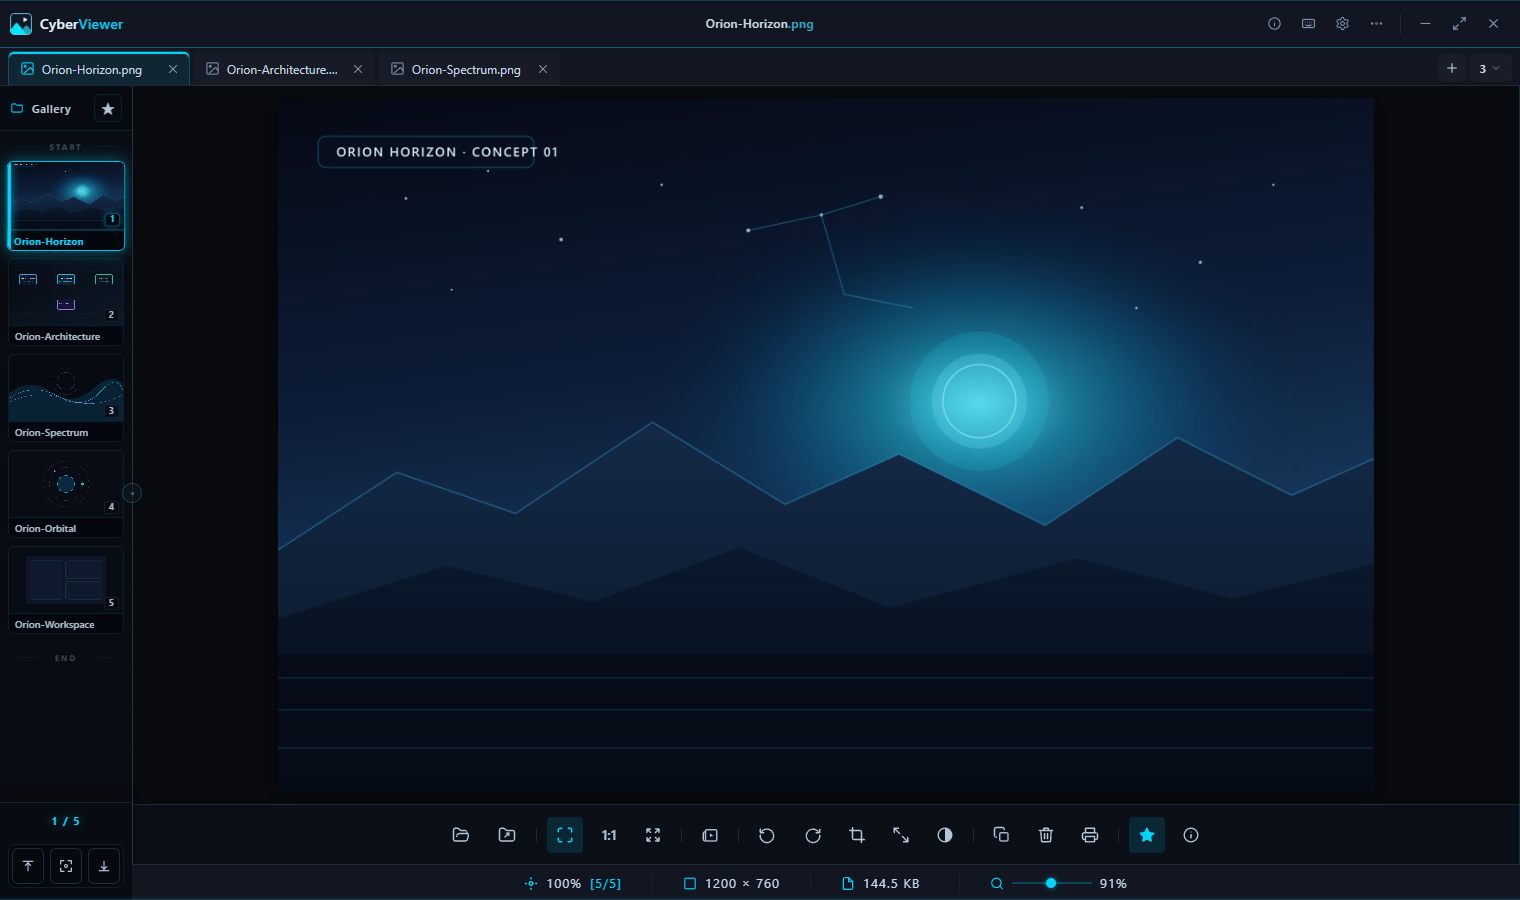 CyberViewer
Orion-Horizon.png
Orion-Horizon.png
Orion-Architecture....
Orion-Spectrum.png
3
Gallery
START
1
Orion-Horizon
2
Orion-Architecture
3
Orion-Spectrum
4
Orion-Orbital
5
Orion-Workspace
END
1 / 5
ORION HORIZON · CONCEPT 01
1:1
100% [5/5]
1200 × 760
144.5 KB
91%